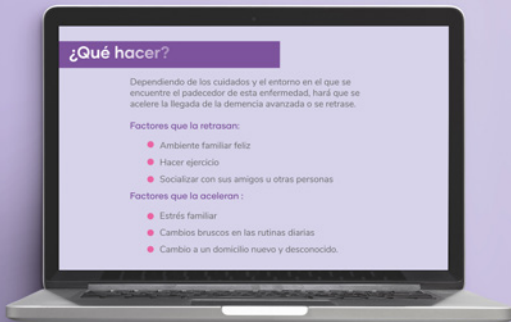 ¿Qué hacer?
Dependiendo de los cuidados y el entorno en el que se
encuentre el padecedor de esta enfermedad, hará que se
acelere la llegada de la demencia avanzada o se retrase.
Factores que la retrasan:
Ambiente familiar feliz
Hacer ejercicio
Socializar con sus amigos u otras personas
Factores que la aceleran :
Estrés familiar
Cambios bruscos en las rutinas diarias
Cambio a un domicilio nuevo y desconocido.